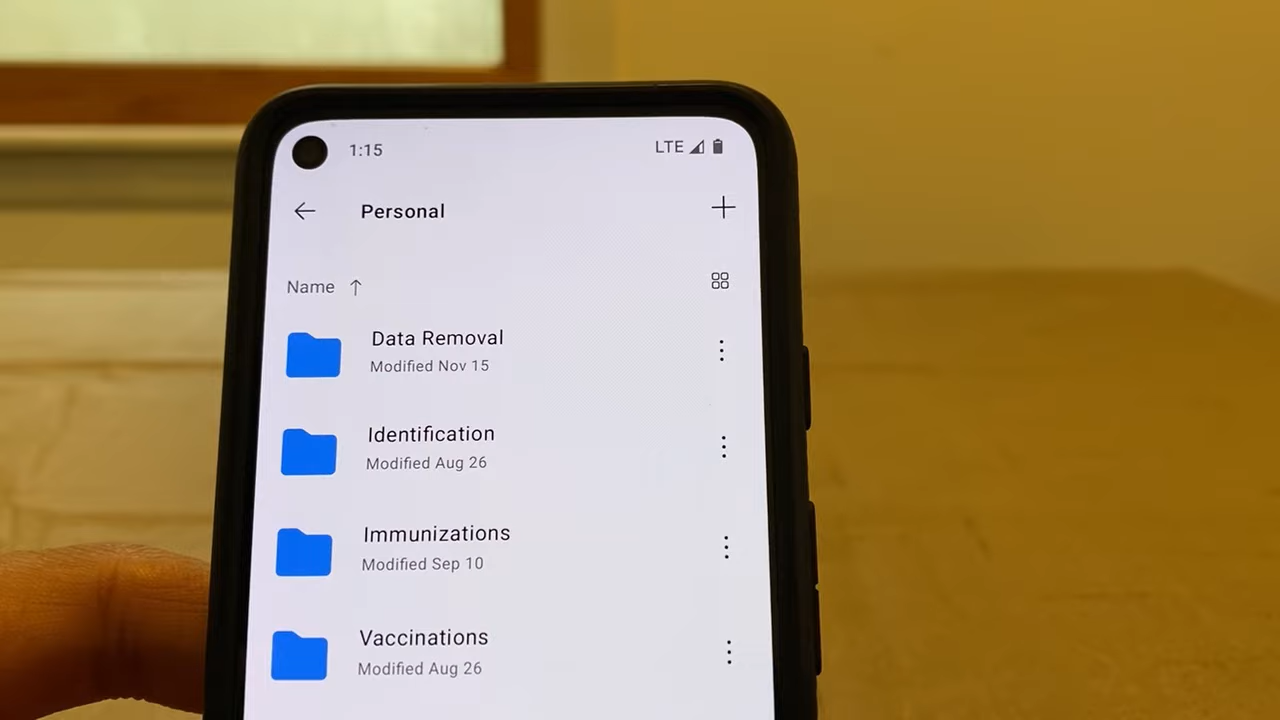 1:15
LTE
Personal
Name
Data Removal
Modified Nov 15
Identification
Modified Aug 26
Immunizations
Modified Sep 10
Vaccinations
Modified Aug 26